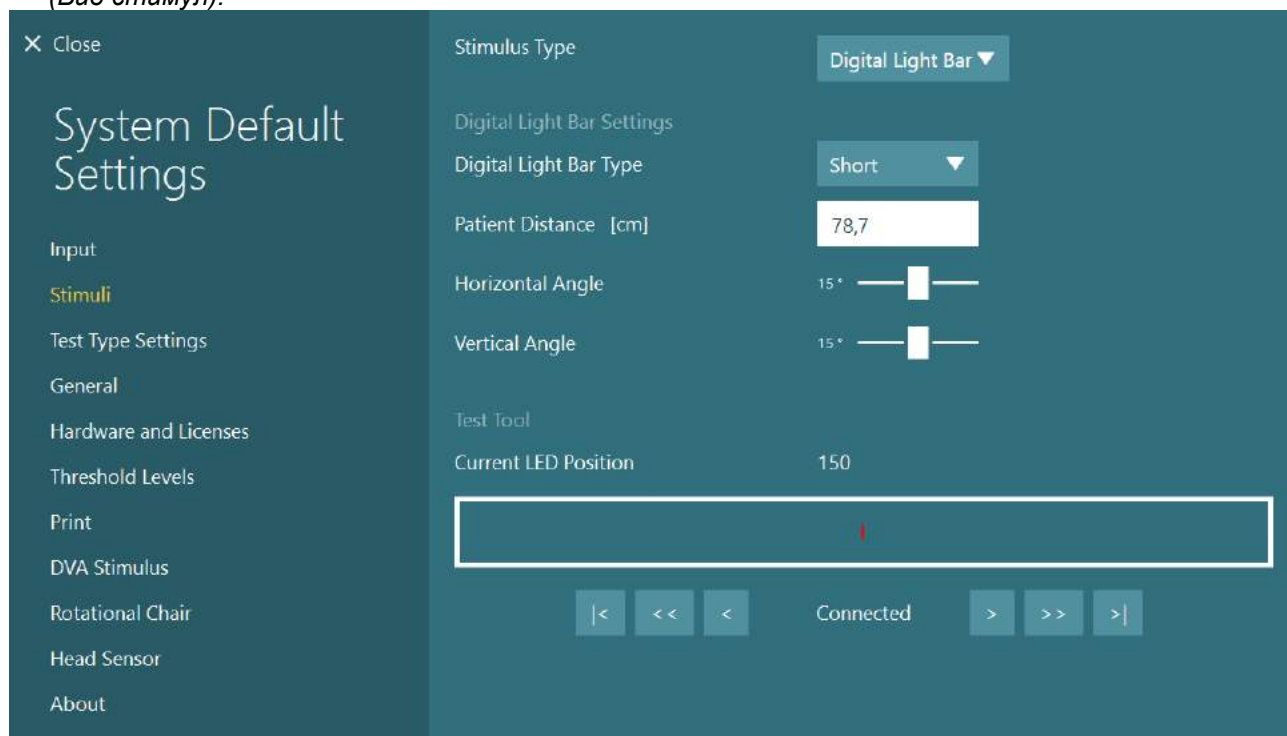 (Вид стимул).
Close
System Default
Settings
Input
Stimuli
Test Type Settings
General
Hardware and Licenses
Threshold Levels
Print
DVA Stimulus
Rotational Chair
Head Sensor
About
Stimulus Type
Digital Light Bar
Digital Light Bar Settings
Digital Light Bar Type
Short
Patient Distance [cm]
78,7
Horizontal Angle
15°
Vertical Angle
15°
Test Tool
Current LED Position
150
|< << < Connected > >> >|